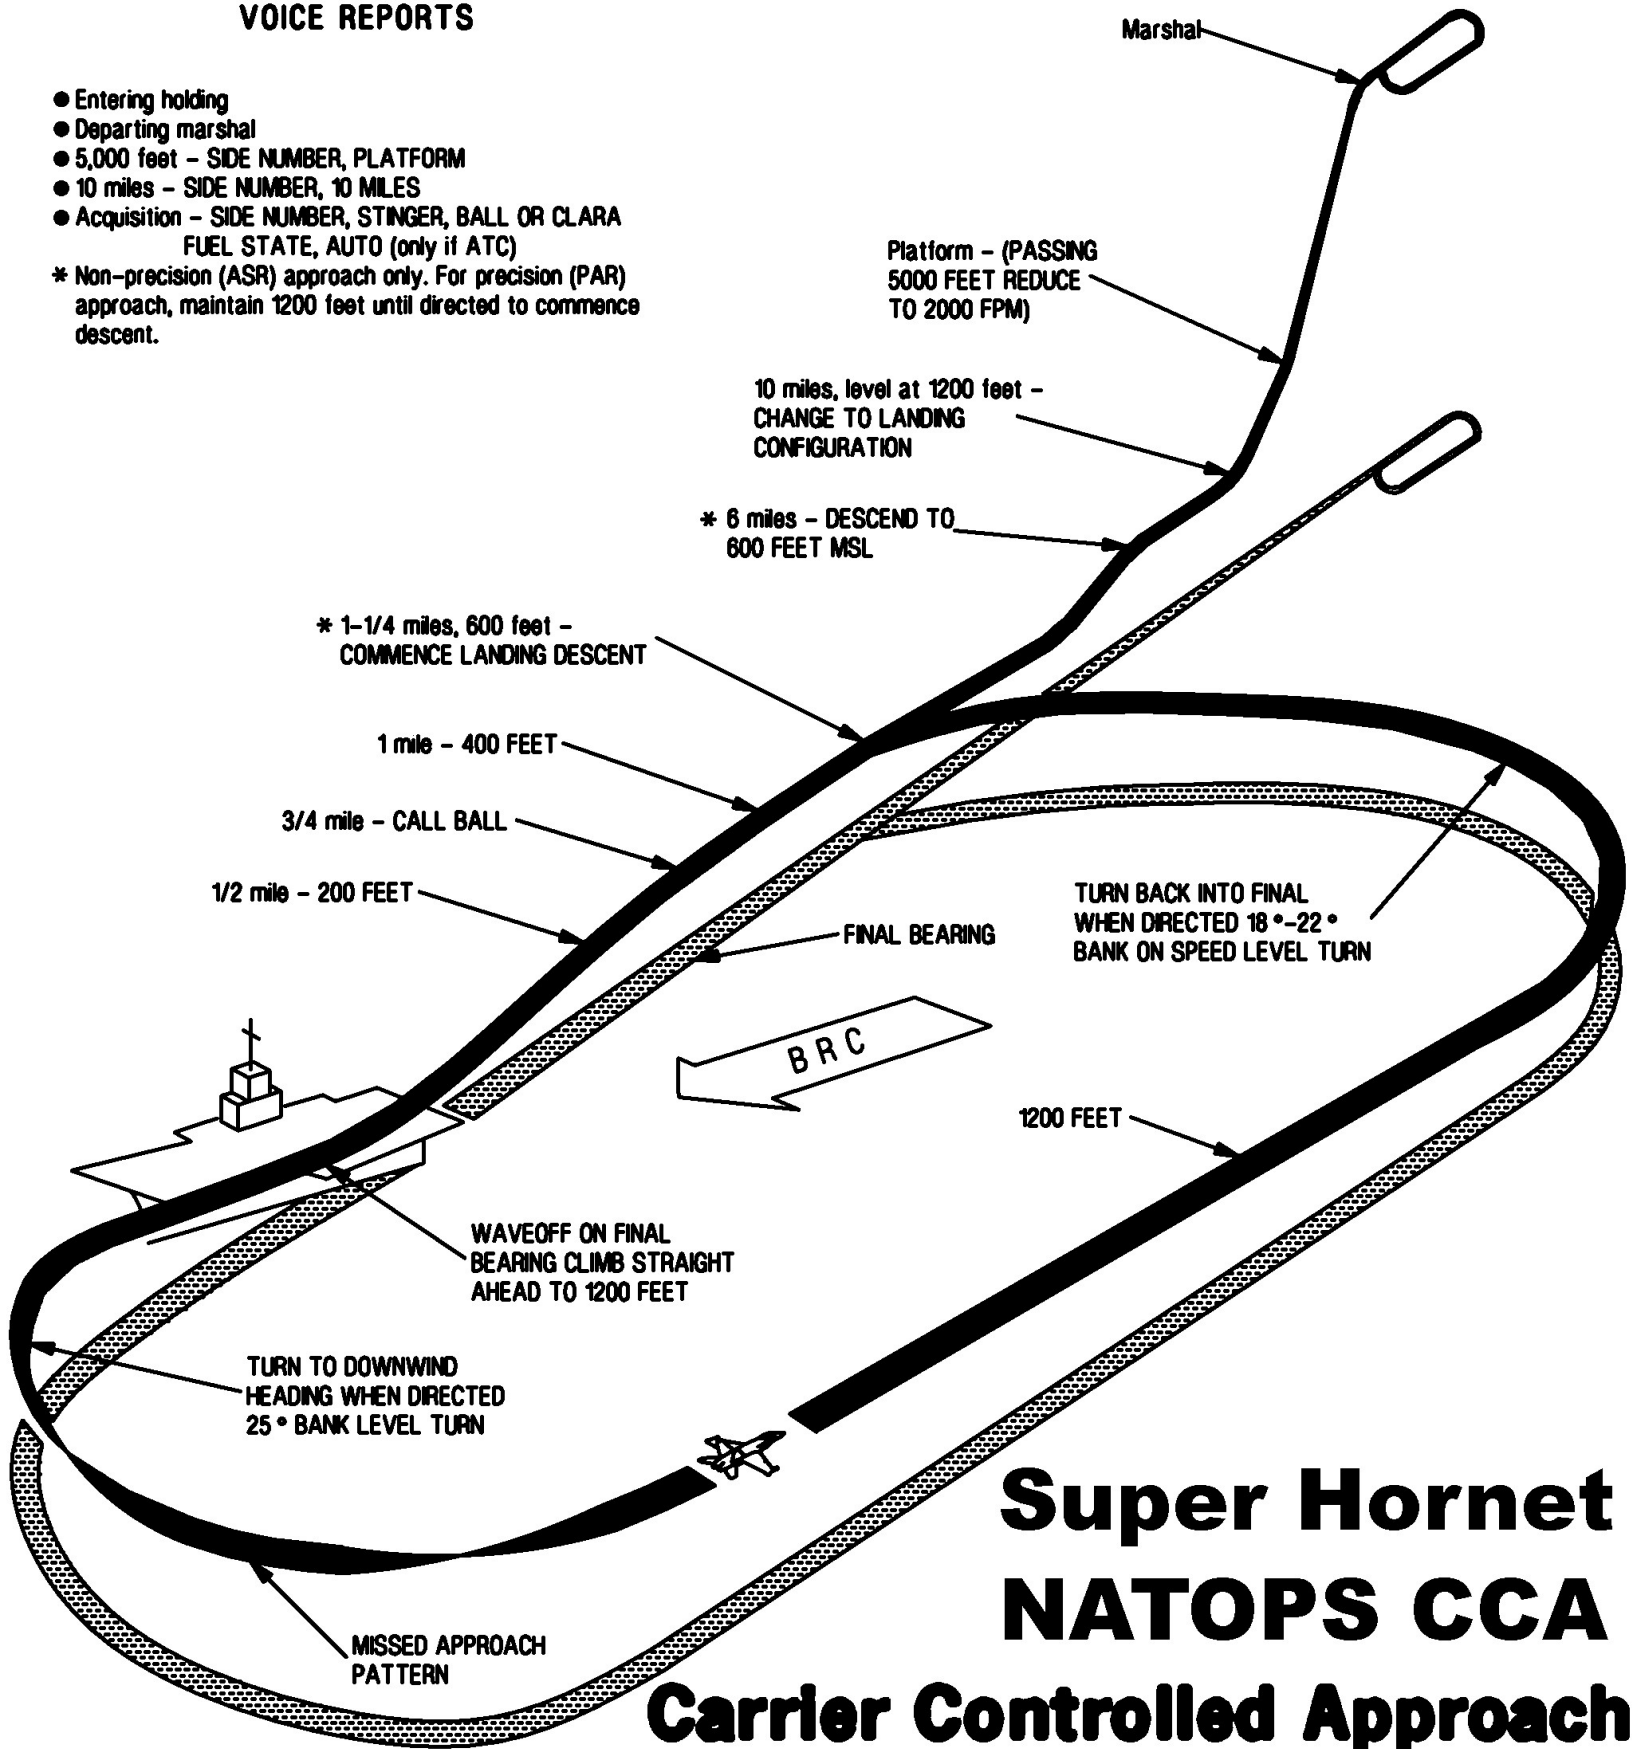 VOICE REPORTS
● Entering holding
● Departing marshal
● 5,000 feet - SIDE NUMBER, PLATFORM
● 10 miles - SIDE NUMBER, 10 MILES
● Acquisition - SIDE NUMBER, STINGER, BALL OR CLARA
FUEL STATE, AUTO (only if ATC)
* Non-precision (ASR) approach only. For precision (PAR)
approach, maintain 1200 feet until directed to commence
descent.
Marshal
Platform - (PASSING
5000 FEET REDUCE
TO 2000 FPM)
10 miles, level at 1200 feet -
CHANGE TO LANDING
CONFIGURATION
* 6 miles - DESCEND TO
600 FEET MSL
* 1-1/4 miles, 600 feet -
COMMENCE LANDING DESCENT
1 mile - 400 FEET
3/4 mile - CALL BALL
1/2 mile - 200 FEET
FINAL BEARING
TURN BACK INTO FINAL
WHEN DIRECTED 18°-22°
BANK ON SPEED LEVEL TURN
BRC
1200 FEET
WAVEOFF ON FINAL
BEARING CLIMB STRAIGHT
AHEAD TO 1200 FEET
TURN TO DOWNWIND
HEADING WHEN DIRECTED
25° BANK LEVEL TURN
MISSED APPROACH
PATTERN
Super Hornet
NATOPS CCA
Carrier Controlled Approach